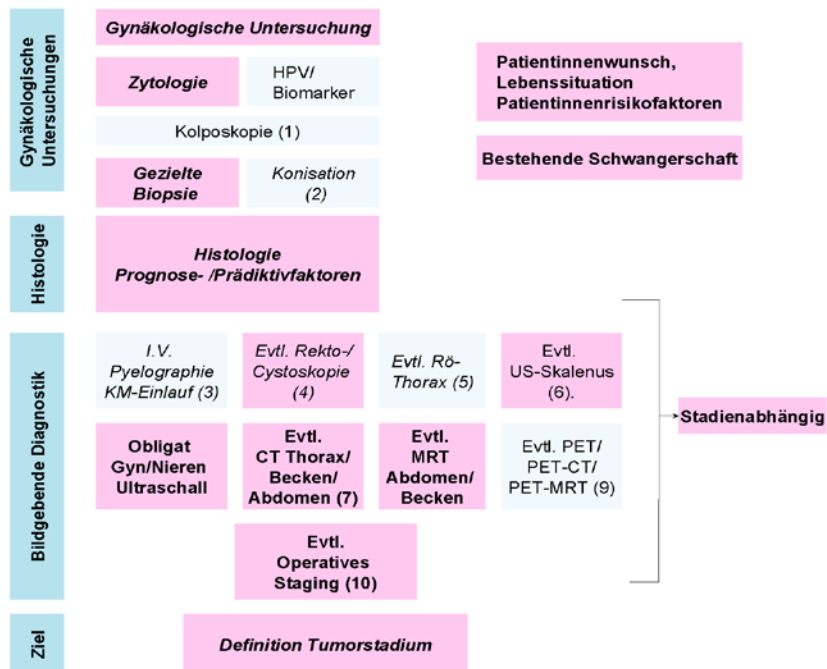 Gynäkologische
Untersuchungen
Gynäkologische Untersuchung
Zytologie
HPV/
Biomarker
Kolposkopie (1)
Gezielte
Biopsie
Konisation
(2)
Patientinnenwunsch,
Lebenssituation
Patientinnenrisikofaktoren
Bestehende Schwangerschaft
Histologie
Histologie
Prognose- /Prädiktivfaktoren
Bildgebende Diagnostik
I.V.
Pyelographie
KM-Einlauf (3)
Evtl. Rekto-/
Cystoskopie
(4)
Evtl. Rö-
Thorax (5)
Evtl.
US-Skalenus
(6).
Obligat
Gyn/Nieren
Ultraschall
Evtl.
CT Thorax/
Becken/
Abdomen (7)
Evtl.
MRT
Abdomen/
Becken
Evtl. PET/
PET-CT/
PET-MRT (9)
Evtl.
Operatives
Staging (10)
Stadienabhängig
Ziel
Definition Tumorstadium